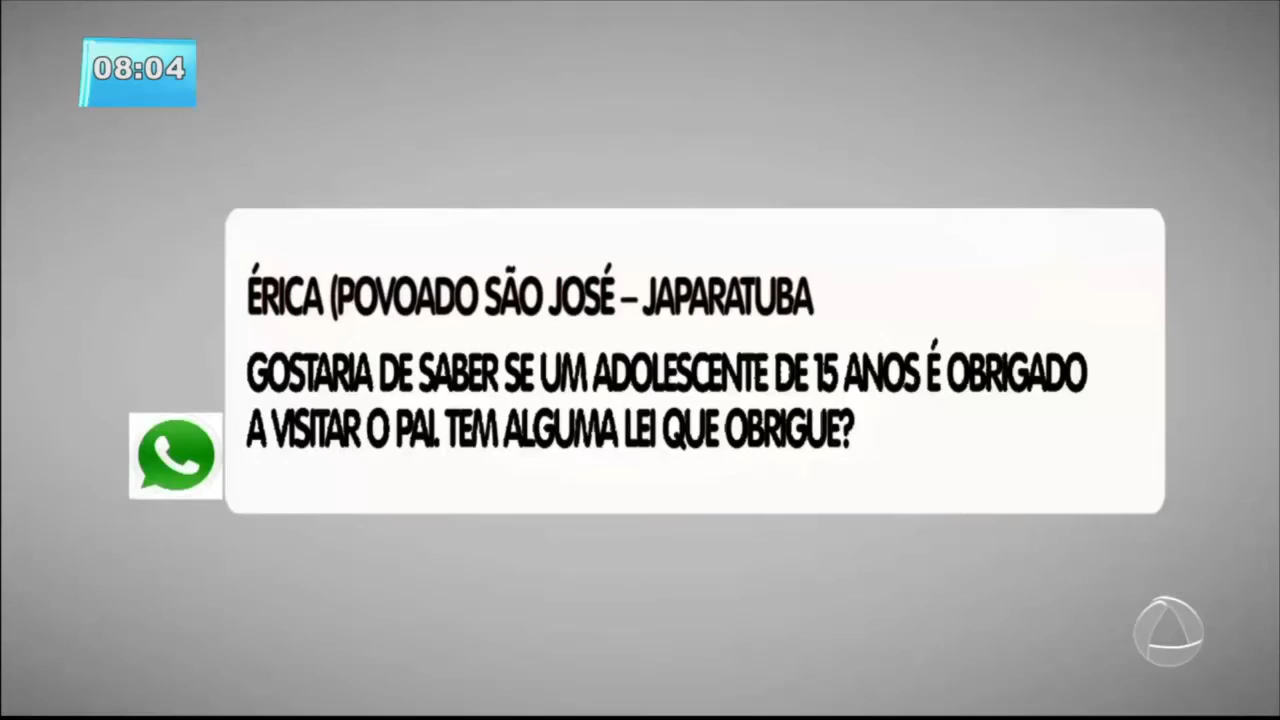 08:04
ÉRICA (POVOADO SÃO JOSÉ – JAPARATUBA
GOSTARIA DE SABER SE UM ADOLESCENTE DE 15 ANOS É OBRIGADO
A VISITAR O PAI. TEM ALGUMA LEI QUE OBRIGUE?